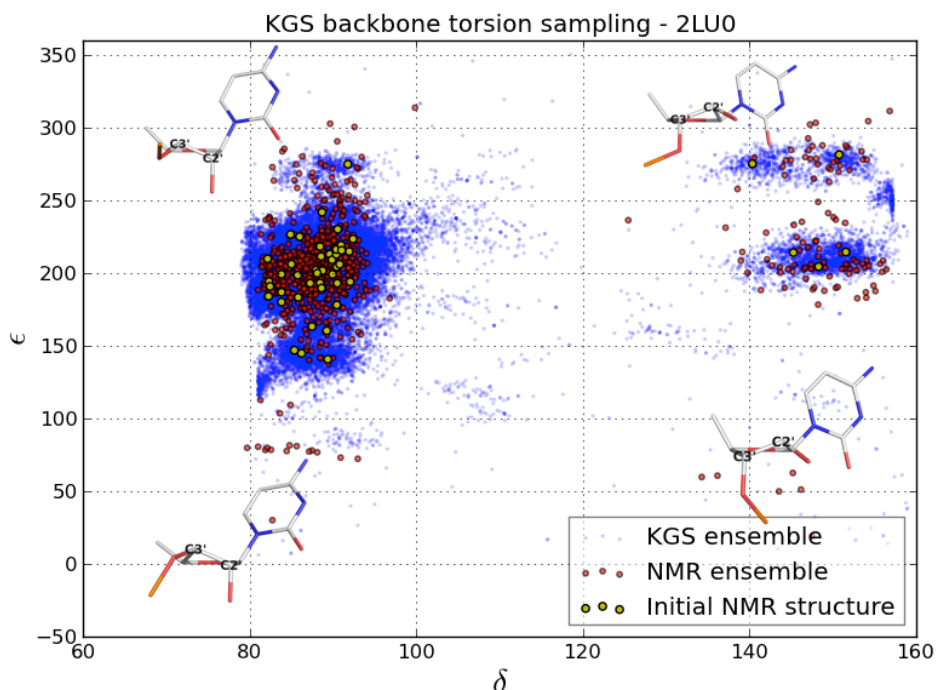 KGS backbone torsion sampling - 2LU0
350
300
250
200
150
100
50
0
−50
ϵ
60
80
100
120
140
160
δ
C3'
C2'
C2'
C3'
C3'
C2'
C2'
C3'
KGS ensemble
NMR ensemble
Initial NMR structure